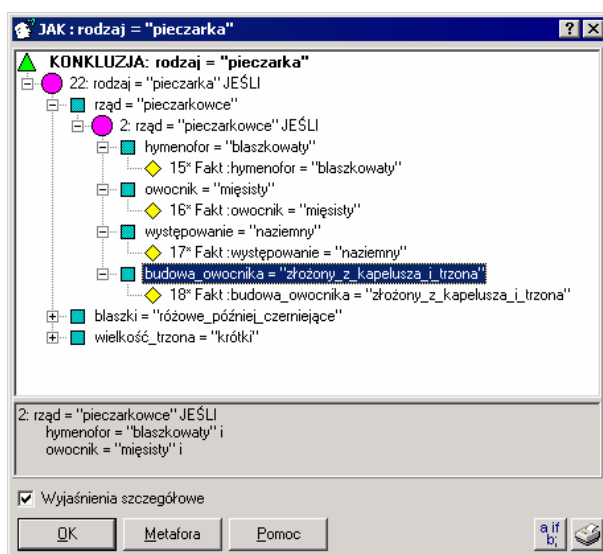 JAK : rodzaj = "pieczarka"
KONKLUZJA: rodzaj = "pieczarka"
22: rodzaj = "pieczarka" JEŚLI
rząd = "pieczarkowce"
2: rząd = "pieczarkowce" JEŚLI
hymenofor = "blaszkowaty"
15* Fakt :hymenofor = "blaszkowaty"
owocnik = "mięsisty"
16* Fakt :owocnik = "mięsisty"
występowanie = "naziemny"
17* Fakt :występowanie = "naziemny"
budowa_owocnika = "złożony_z_kapelusza_i_trzona"
18* Fakt :budowa_owocnika = "złożony_z_kapelusza_i_trzona"
blaszki = "różowe_później_czerniejące"
wielkość_trzona = "krótki"
2: rząd = "pieczarkowce" JEŚLI
hymenofor = "blaszkowaty" i
owocnik = "mięsisty" i
Wyjaśnienia szczegółowe
OK Metafora Pomoc a if b;